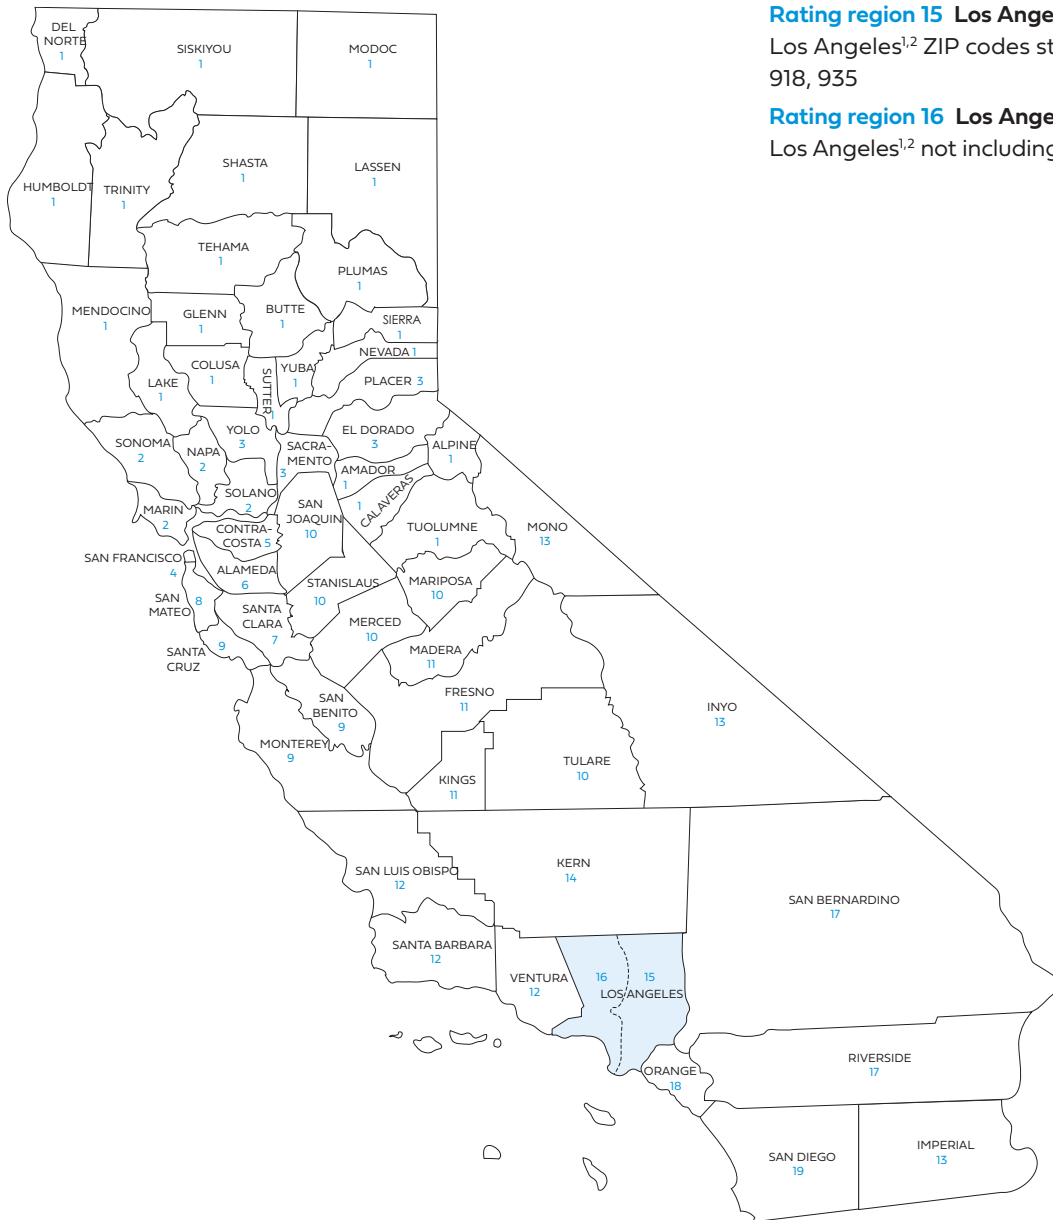 Rating region 15 Los Ange
Los Angeles1,2 ZIP codes st
918, 935
Rating region 16 Los Ange
Los Angeles1,2 not including
DEL
NORTE
1
SISKIYOU
1
MODOC
1
HUMBOLDT
1
TRINITY
1
SHASTA
1
LASSEN
1
TEHAMA
1
PLUMAS
1
MENDOCINO
1
GLENN
1
BUTTE
1
SIERRA
1
NEVADA 1
COLUSA
1
SUTTER
1
YUBA
1
PLACER 3
LAKE
1
SONOMA
2
NAPA
2
YOLO
3
SACRA-
MENTO
3
EL DORADO
3
ALPINE
1
AMADOR
1
CALAVERAS
1
MARIN
2
SOLANO
2
SAN
JOAQUIN
10
TUOLUMNE
1
MONO
13
CONTRA-
COSTA 5
SAN FRANCISCO
4
ALAMEDA
6
STANISLAUS
10
MARIPOSA
10
SAN
MATEO
8
SANTA
CLARA
7
MERCED
10
MADERA
11
SANTA
CRUZ
9
SAN
BENITO
9
FRESNO
11
INYO
13
MONTEREY
9
KINGS
11
TULARE
10
SAN LUIS OBISPO
12
KERN
14
SAN BERNARDINO
17
SANTA BARBARA
12
VENTURA
12
16
15
LOS ANGELES
ORANGE
18
RIVERSIDE
17
SAN DIEGO
19
IMPERIAL
13